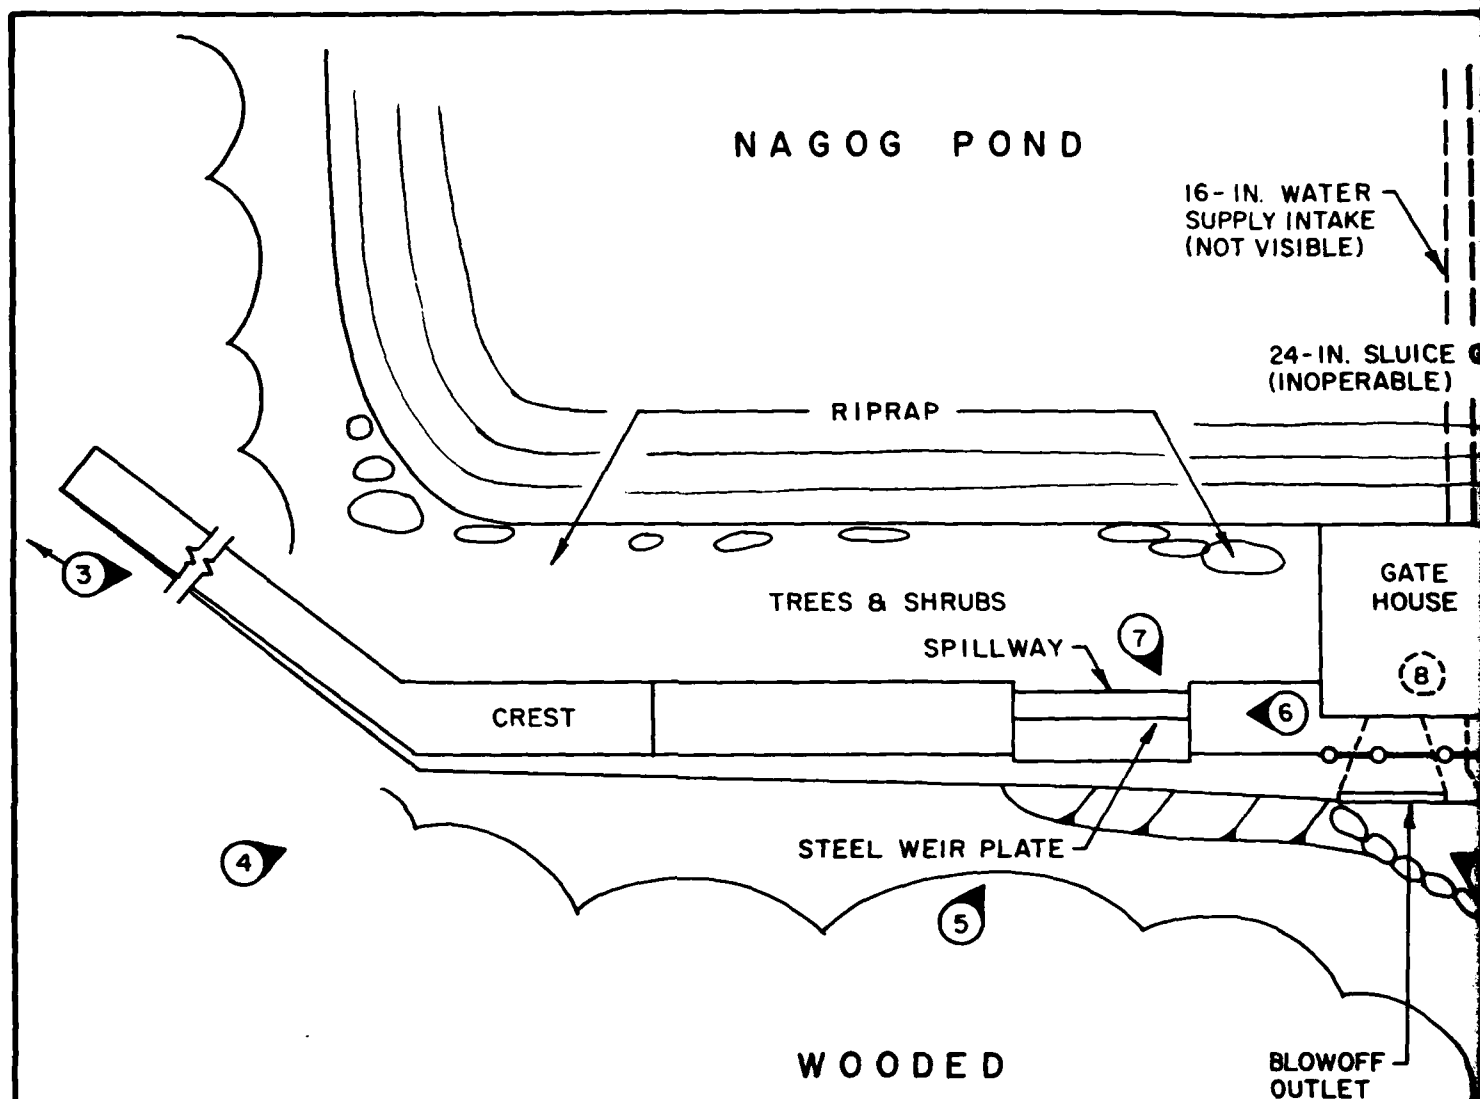 NAGOG POND
16-IN. WATER
SUPPLY INTAKE
(NOT VISIBLE)
24-IN. SLUICE
(INOPERABLE)
RIPRAP
3
TREES & SHRUBS
GATE
HOUSE
7
SPILLWAY
8
CREST
6
STEEL WEIR PLATE
4
5
WOODED
BLOWOFF
OUTLET